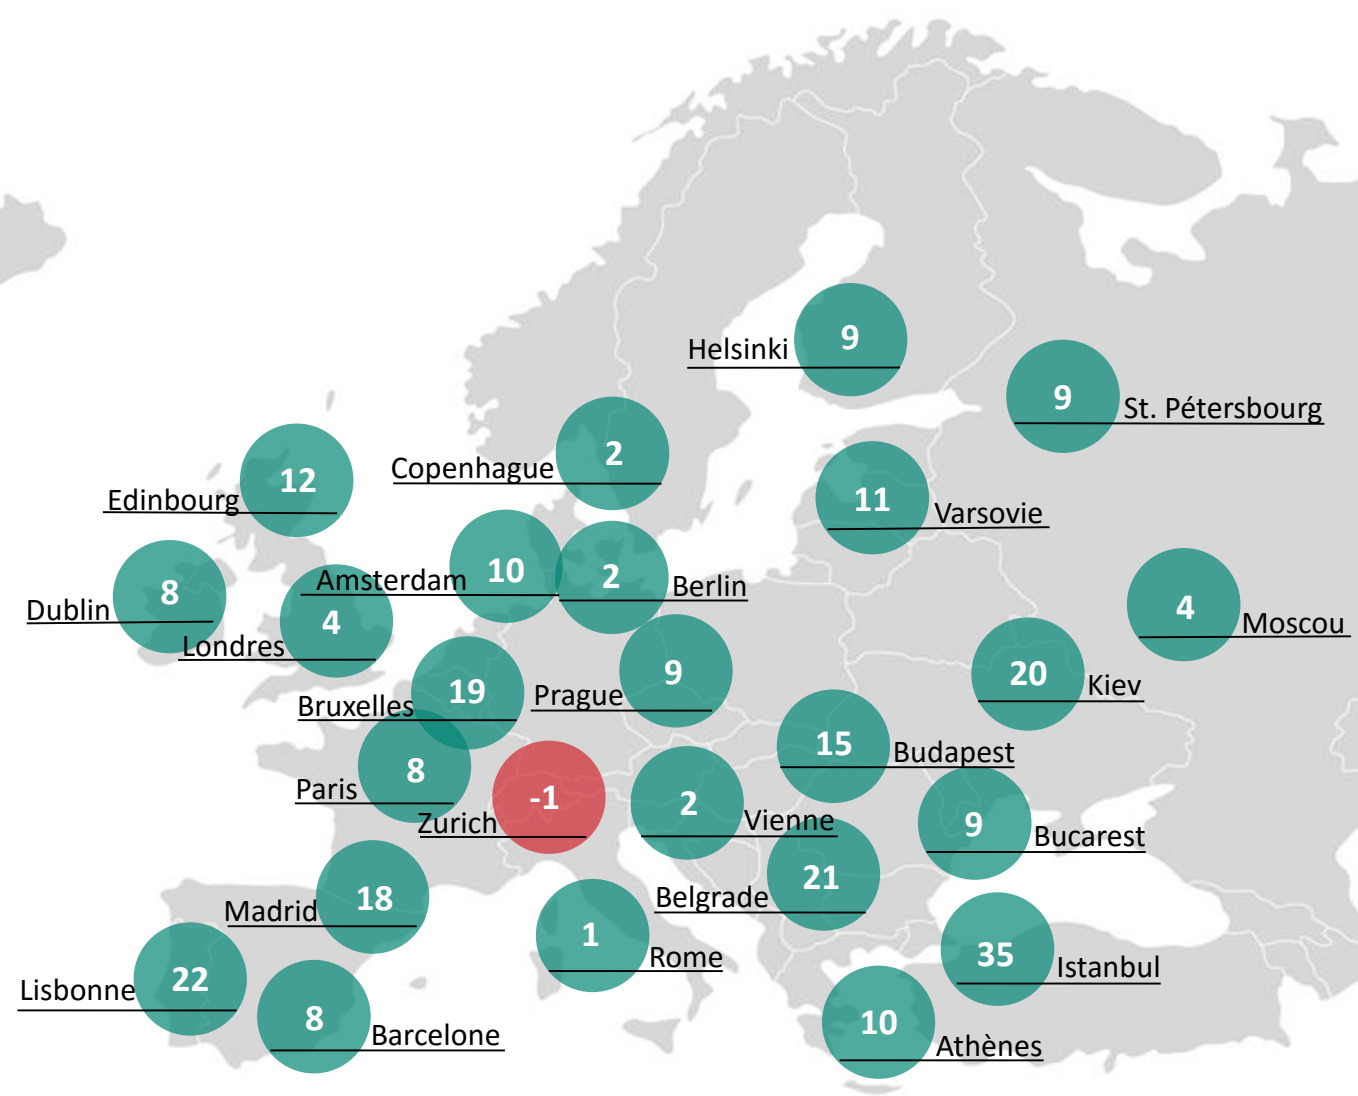 9
Helsinki
9
St. Pétersbourg
2
Copenhague
12
Edinbourg
11
Varsovie
10
Amsterdam
2
Berlin
8
Dublin
4
Londres
4
Moscou
9
Prague
20
Kiev
19
Bruxelles
15
Budapest
8
Paris
-1
Zurich
2
Vienne
9
Bucarest
21
Belgrade
18
Madrid
1
Rome
35
Istanbul
22
Lisbonne
8
Barcelone
10
Athènes